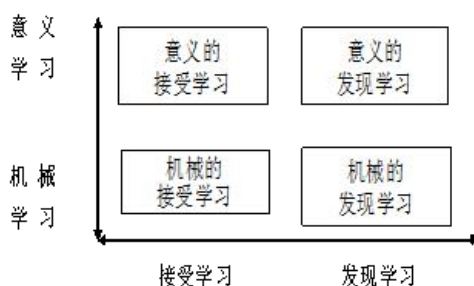 意义
学习
意义的
接受学习
意义的
发现学习
机械
学习
机械的
接受学习
机械的
发现学习
接受学习
发现学习